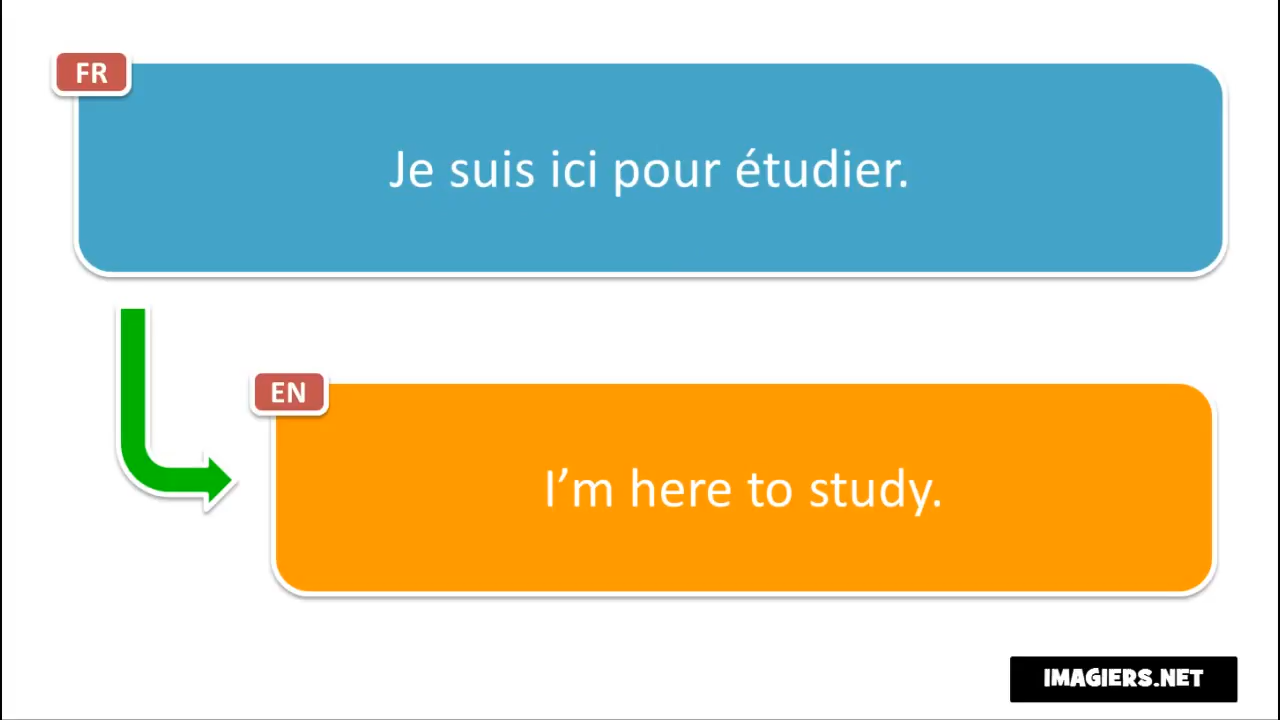 FR
Je suis ici pour étudier.
EN
I’m here to study.
IMAGIERS.NET